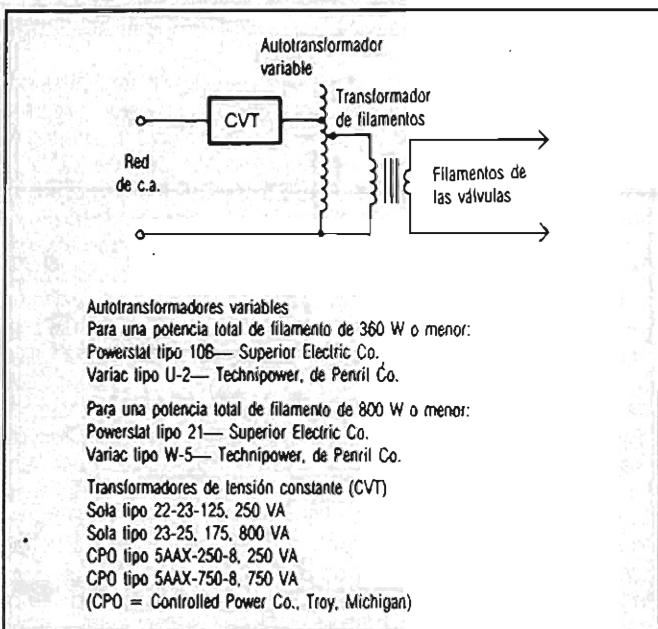 Autotransformador
variable
Transformador
de filamentos
CVT
Red
de c.a.
Filamentos de
las válvulas
Autotransformadores variables
Para una potencia total de filamento de 360 W o menor:
Powerstat tipo 106— Superior Electric Co.
Variac tipo U-2— Technipower, de Penril Co.
Para una potencia total de filamento de 800 W o menor:
Powerstat tipo 21— Superior Electric Co.
Variac tipo W-5— Technipower, de Penril Co.
Transformadores de tensión constante (CVT)
Sola tipo 22-23-125, 250 VA
Sola tipo 23-25, 175, 800 VA
CPO tipo 5AAX-250-8, 250 VA
CPO tipo 5AAX-750-8, 750 VA
(CPO = Controlled Power Co., Troy, Michigan)